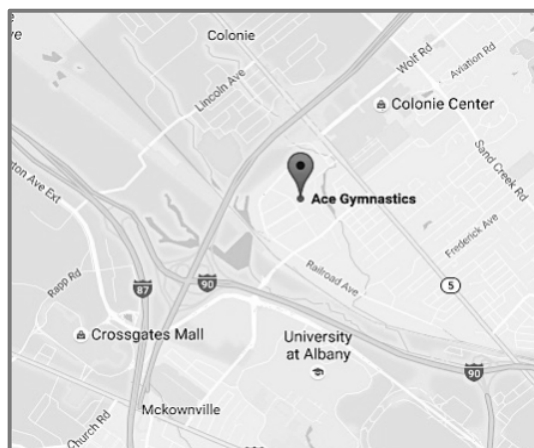 Colonie
Wolf Rd
Aviation Rd
Lincoln Ave
Colonie Center
Sand Creek Rd
Ace Gymnastics
Frederick Ave
Railroad Ave
Rapp Rd
87
90
5
Crossgates Mall
University
at Albany
90
Mckownville
Church Rd